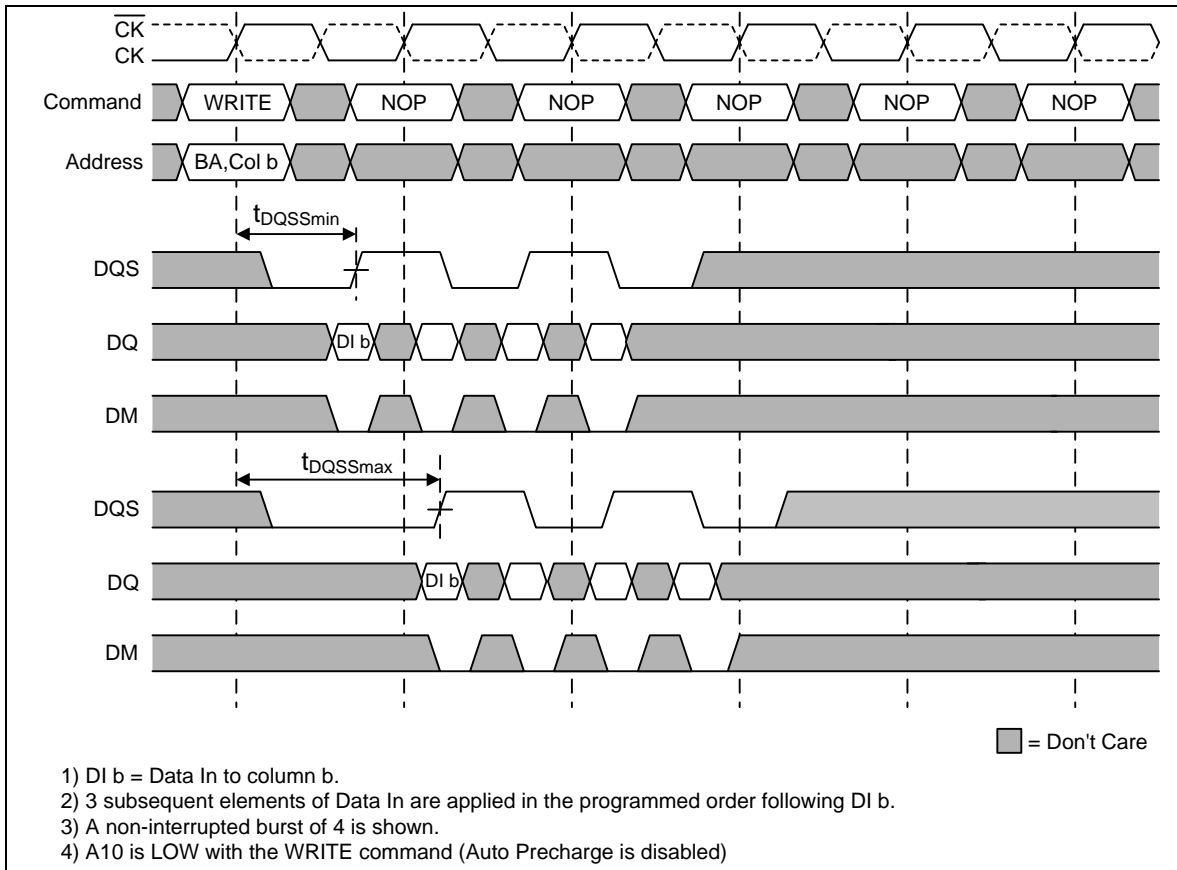 CK
CK
Command WRITE NOP NOP NOP NOP NOP
Address BA,Col b
tDQSSmin
DQS
DQ DI b
DM
tDQSSmax
DQS
DQ DI b
DM
= Don't Care
1) DI b = Data In to column b.
2) 3 subsequent elements of Data In are applied in the programmed order following DI b.
3) A non-interrupted burst of 4 is shown.
4) A10 is LOW with the WRITE command (Auto Precharge is disabled)